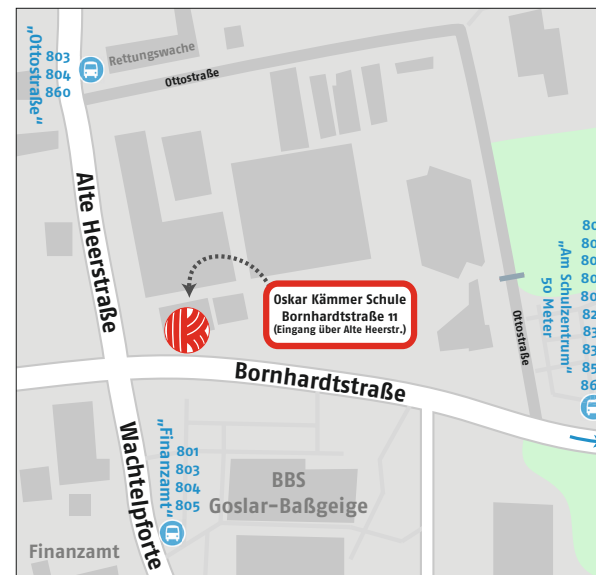 „Ottostraße“
803
804
860
Rettungswache
Ottostraße
Alte Heerstraße
Oskar Kämmer Schule
Bornhardtstraße 11
(Eingang über Alte Heerstr.)
„Am Schulzentrum“
50 Meter
Ottostraße
Bornhardtstraße
Wachtelpforte
„Finanzamt“
801
803
804
805
BBS
Goslar-Baßgeige
Finanzamt